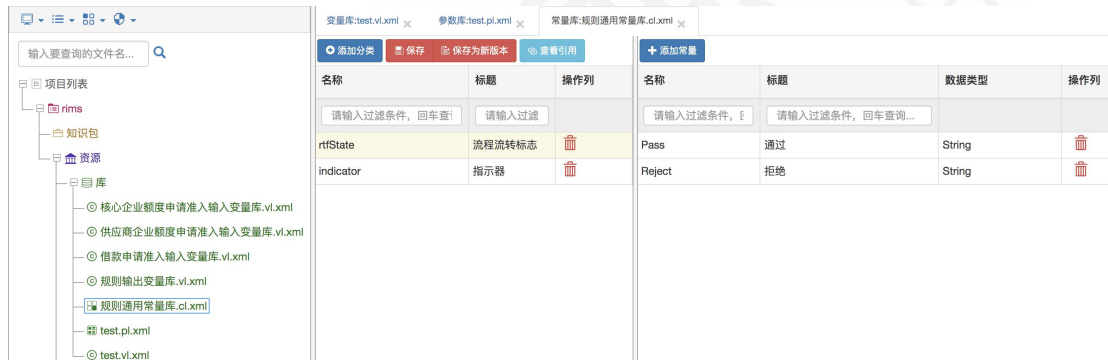 变量库:test.vl.xml 参数库:test.pl.xml 常量库:规则通用常量库.cl.xml
输入要查询的文件名...
项目列表
rims
知识包
资源
库
核心企业额度申请准入输入变量库.vl.xml
供应商企业额度申请准入输入变量库.vl.xml
借款申请准入输入变量库.vl.xml
规则输出变量库.vl.xml
规则通用常量库.cl.xml
test.pl.xml
test.vl.xml
添加分类 保存 保存为新版本 查看引用
名称 标题 操作列
请输入过滤条件，回车查 请输入过滤
rtfState 流程流转标志
indicator 指示器
添加常量
名称 标题 数据类型 操作列
请输入过滤条件， 请输入过滤条件，回车查询...
Pass 通过 String
Reject 拒绝 String